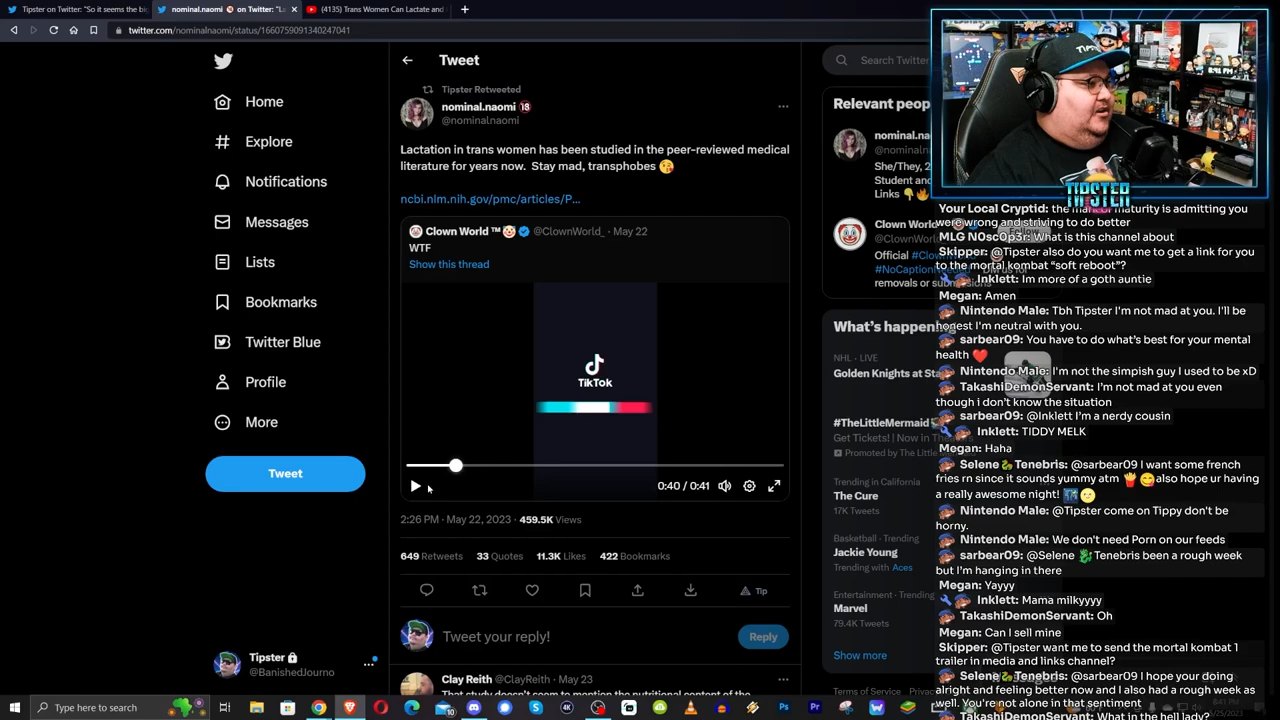 Tipster on Twitter: "So it seems the bi
nominal.naomi 🔞 on Twitter: "L
(4135) Trans Women Can Lactate and
twitter.com/nominalnaomi/status/1660759091340247041
Home
Explore
Notifications
Messages
Lists
Bookmarks
Twitter Blue
Profile
More
Tweet
Tipster
@BanishedJourno
Tweet
Tipster Retweeted
nominal.naomi 🔞
@nominalnaomi
Lactation in trans women has been studied in the peer-reviewed medical
literature for years now. Stay mad, transphobes 😘
ncbi.nlm.nih.gov/pmc/articles/P...
Clown World ™ 🤡 @ClownWorld_ · May 22
WTF
Show this thread
TikTok
0:40 / 0:41
2:26 PM · May 22, 2023 · 459.5K Views
649 Retweets 33 Quotes 11.3K Likes 422 Bookmarks
Tip
Tweet your reply!
Reply
Clay Reith @ClayReith · May 23
That study doesn't seem to mention the nutritional content of the
Search Twitter
Relevant peop
nominal.na
@nominalna
She/They, 2
Student and
Links 👇🔥
Clown Wor
@ClownWor
Official #Clow
#NoCaptionNeeded DM us for
removals or submissions
What's happen
NHL · LIVE
Golden Knights at Sta
#TheLittleMermaid
Get Tickets! | Now in Theaters
Promoted by The Little
Trending in California
The Cure
17K Tweets
Basketball · Trending
Jackie Young
Trending with Aces
Entertainment · Trending
Marvel
79.4K Tweets
Show more
Terms of Service
TIPSTER
Your Local Cryptid: the mark of maturity is admitting you
were wrong and striving to do better
MLG N0sc0p3r: What is this channel about
Skipper: @Tipster also do you want me to get a link for you
to the mortal kombat "soft reboot"?
Inklett: Im more of a goth auntie
Megan: Amen
Nintendo Male: Tbh Tipster I'm not mad at you. I'll be
honest I'm neutral with you.
sarbear09: You have to do what's best for your mental
health ❤️
Nintendo Male: I'm not the simpish guy I used to be xD
TakashiDemonServant: I'm not mad at you even
though i don't know the situation
sarbear09: @Inklett I'm a nerdy cousin
Inklett: TIDDY MELK
Megan: Haha
Selene 🐉 Tenebris: @sarbear09 I want some french
fries rn since it sounds yummy atm 🍟😋also hope ur having
a really awesome night! 🌃🌝
Nintendo Male: @Tipster come on Tippy don't be
horny.
Nintendo Male: We don't need Porn on our feeds
sarbear09: @Selene 🐉 Tenebris been a rough week
but I'm hanging in there
Megan: Yayyy
Inklett: Mama milkyyyy
TakashiDemonServant: Oh
Megan: Can I sell mine
Skipper: @Tipster want me to send the mortal kombat 1
trailer in media and links channel?
Selene 🐉 Tenebris: @sarbear09 I hope your doing
alright and feeling better now and I also had a rough week as
well. You're not alone in that sentiment
TakashiDemonServant: What in the hell lady?
Type here to search